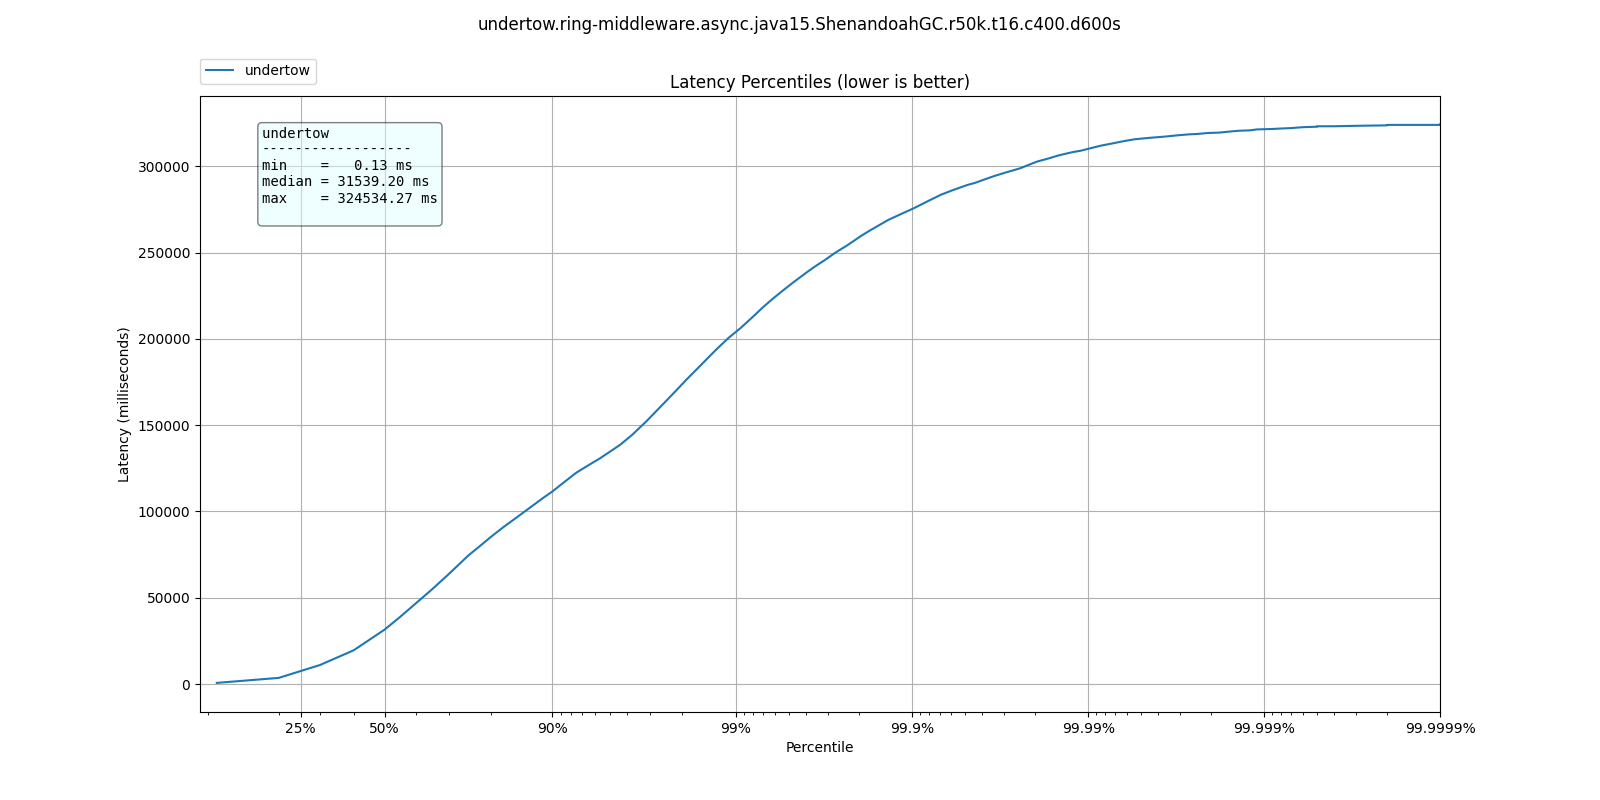 undertow.ring-middleware.async.java15.ShenandoahGC.r50k.t16.c400.d600s
undertow
Latency Percentiles (lower is better)
undertow
------------------
min    =   0.13 ms
median = 31539.20 ms
max    = 324534.27 ms
300000
250000
200000
150000
100000
50000
0
Latency (milliseconds)
25% 50% 90% 99% 99.9% 99.99% 99.999% 99.9999%
Percentile